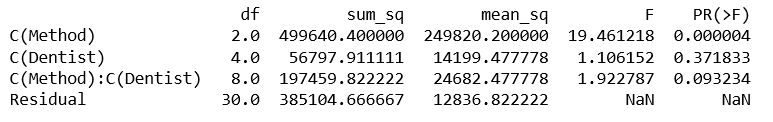 df sum_sq mean_sq F PR(>F)
C(Method) 2.0 499640.400000 249820.200000 19.461218 0.000004
C(Dentist) 4.0 56797.911111 14199.477778 1.106152 0.371833
C(Method):C(Dentist) 8.0 197459.822222 24682.477778 1.922787 0.093234
Residual 30.0 385104.666667 12836.822222 NaN NaN